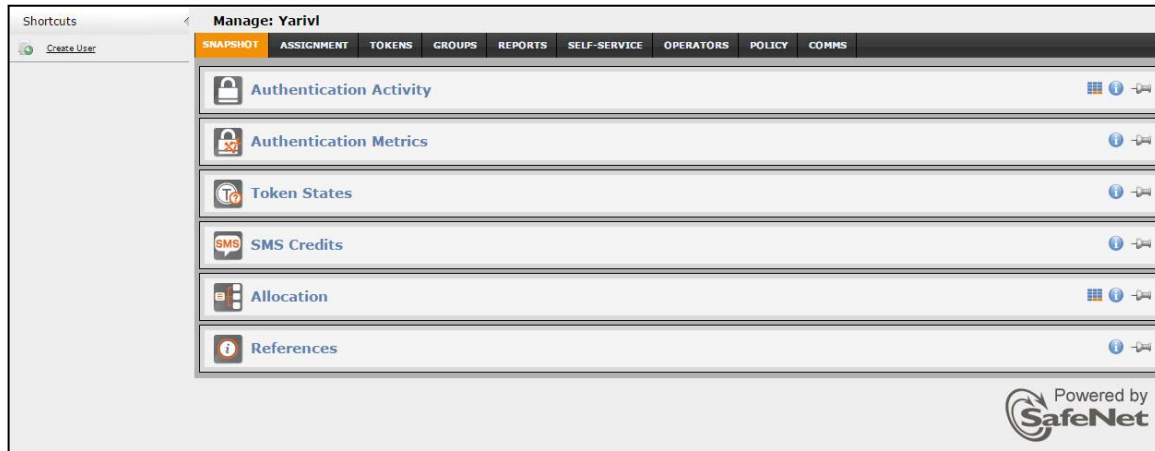 Shortcuts
Create User
Manage: Yarivl
SNAPSHOT ASSIGNMENT TOKENS GROUPS REPORTS SELF-SERVICE OPERATORS POLICY COMMS
Authentication Activity
Authentication Metrics
Token States
SMS
SMS Credits
Allocation
References
Powered by
SafeNet